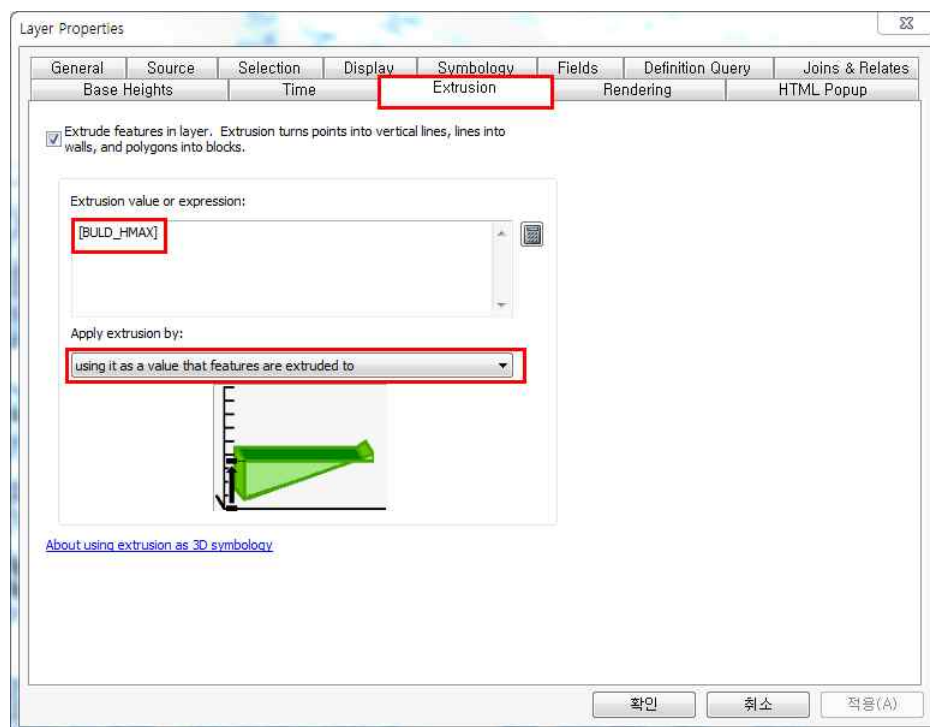 Layer Properties
General Source Selection Display Symbology Fields Definition Query Joins & Relates
Base Heights Time Extrusion Rendering HTML Popup
Extrude features in layer. Extrusion turns points into vertical lines, lines into
walls, and polygons into blocks.
Extrusion value or expression:
[BULD_HMAX]
Apply extrusion by:
using it as a value that features are extruded to
About using extrusion as 3D symbology
확인 취소 적용(A)